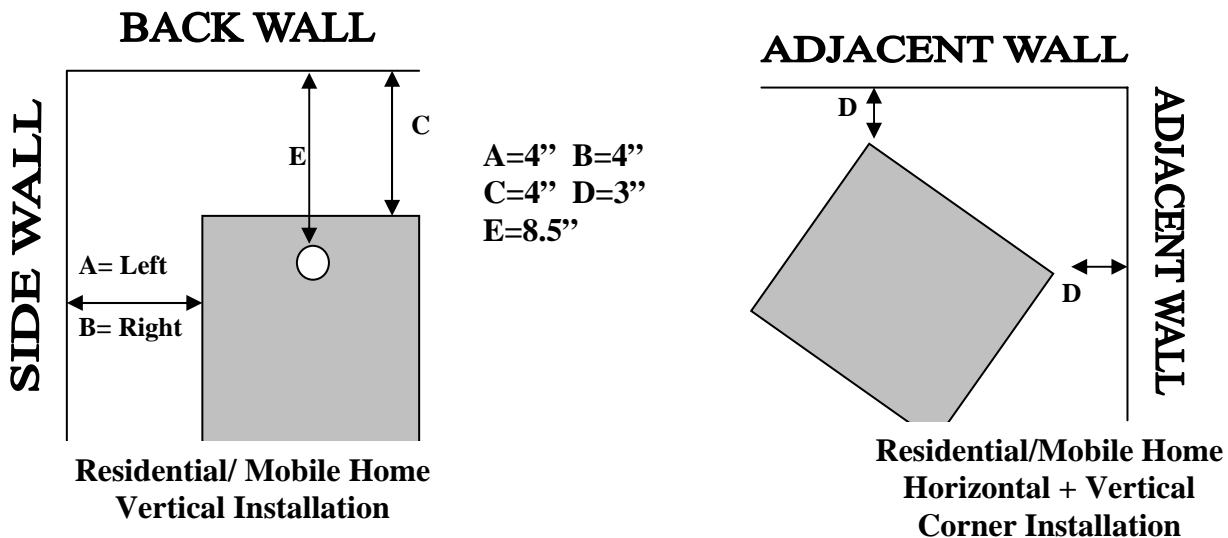 BACK WALL
SIDE WALL
E
C
A= Left
B= Right
Residential/ Mobile Home
Vertical Installation
A=4” B=4”
C=4” D=3”
E=8.5”
ADJACENT WALL
ADJACENT WALL
D
D
Residential/Mobile Home
Horizontal + Vertical
Corner Installation